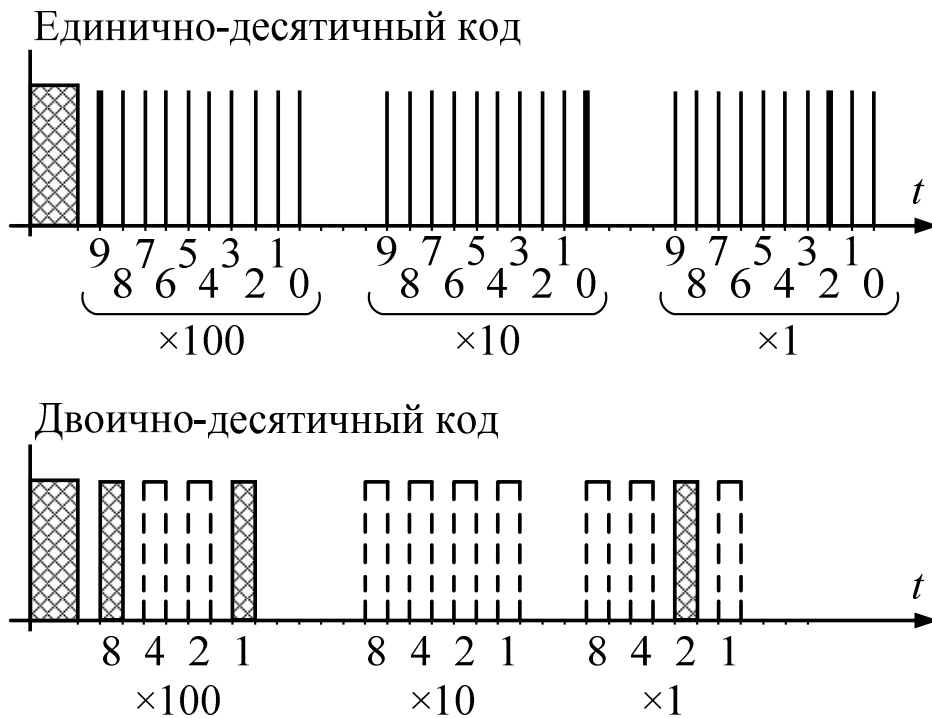 Единично-десятичный код
t
9 7 5 3 1 9 7 5 3 1 9 7 5 3 1
8 6 4 2 0 8 6 4 2 0 8 6 4 2 0
×100 ×10 ×1
Двоично-десятичный код
t
8 4 2 1 8 4 2 1 8 4 2 1
×100 ×10 ×1